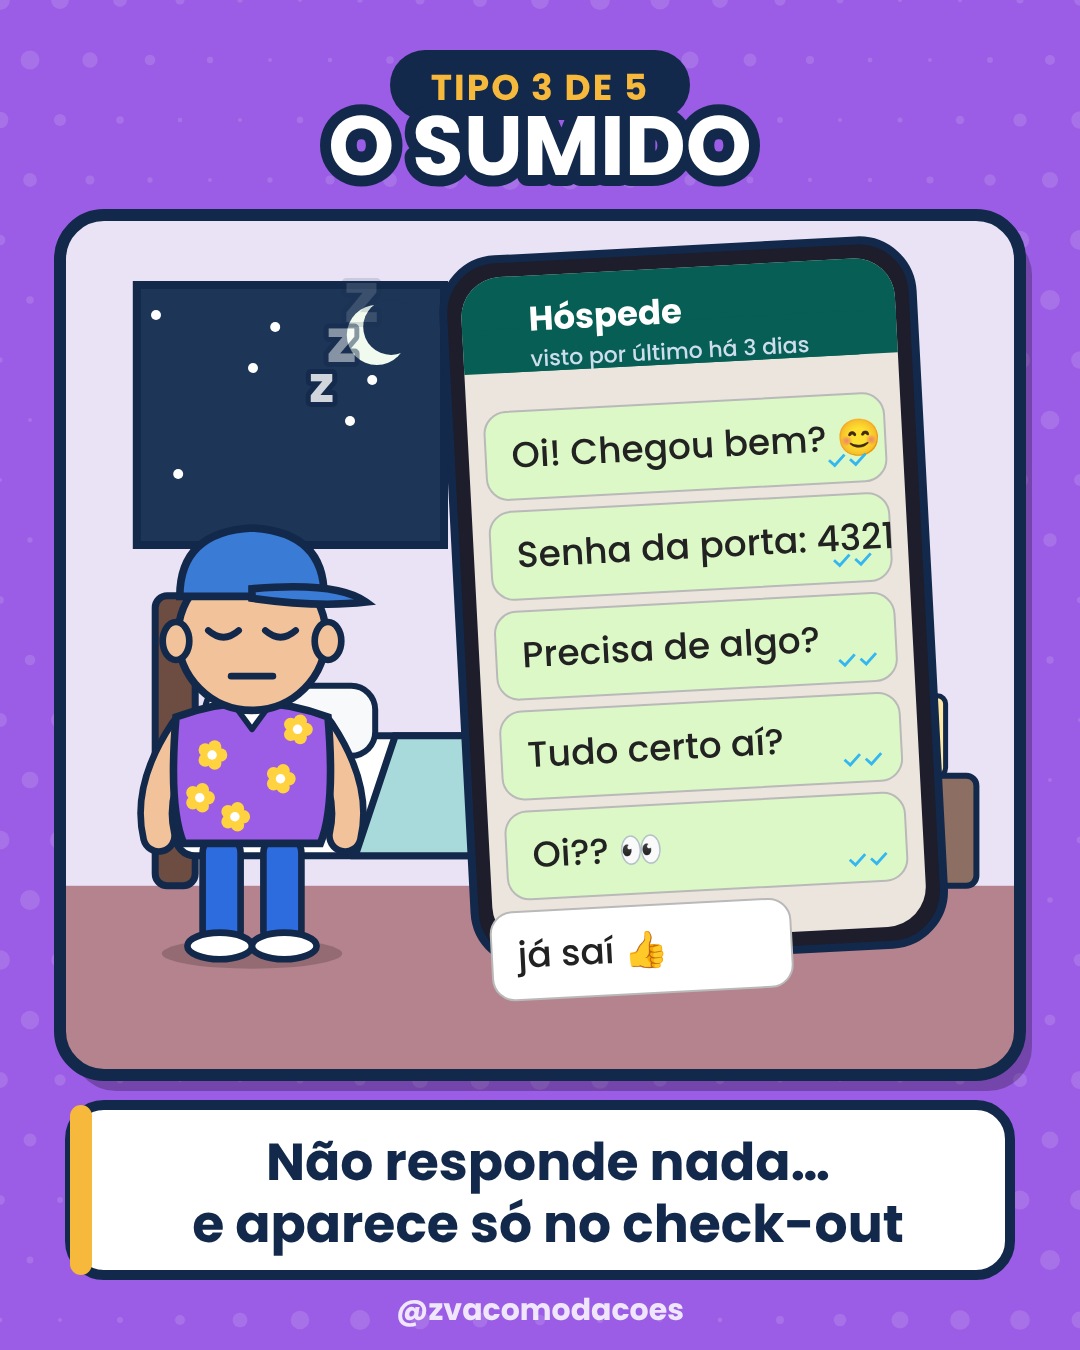 TIPO 3 DE 5
O SUMIDO
z
z
z
Hóspede
visto por último há 3 dias
Oi! Chegou bem? 😊
Senha da porta: 4321
Precisa de algo?
Tudo certo aí?
Oi?? 👀
já saí 👍
Não responde nada...
e aparece só no check-out
@zvacomodacoes